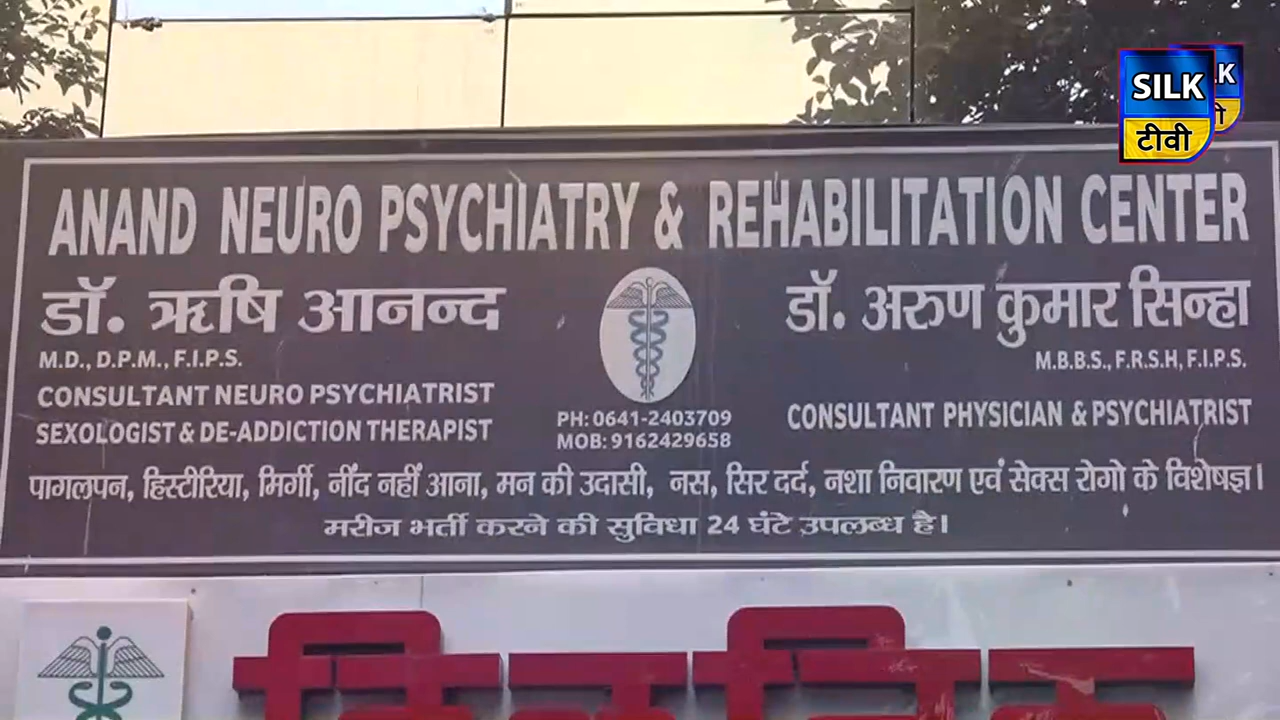 SILK
टीवी
ANAND NEURO PSYCHIATRY & REHABILITATION CENTER
डॉ. ऋषि आनन्द
M.D., D.P.M., F.I.P.S.
CONSULTANT NEURO PSYCHIATRIST
SEXOLOGIST & DE-ADDICTION THERAPIST
PH: 0641-2403709
MOB: 9162429658
डॉ. अरुण कुमार सिन्हा
M.B.B.S., F.R.S.H, F.I.P.S.
CONSULTANT PHYSICIAN & PSYCHIATRIST
पागलपन, हिस्टीरिया, मिर्गी, नींद नहीं आना, मन की उदासी, नस, सिर दर्द, नशा निवारण एवं सेक्स रोगो के विशेषज्ञ।
मरीज भर्ती करने की सुविधा 24 घंटे उपलब्ध है।